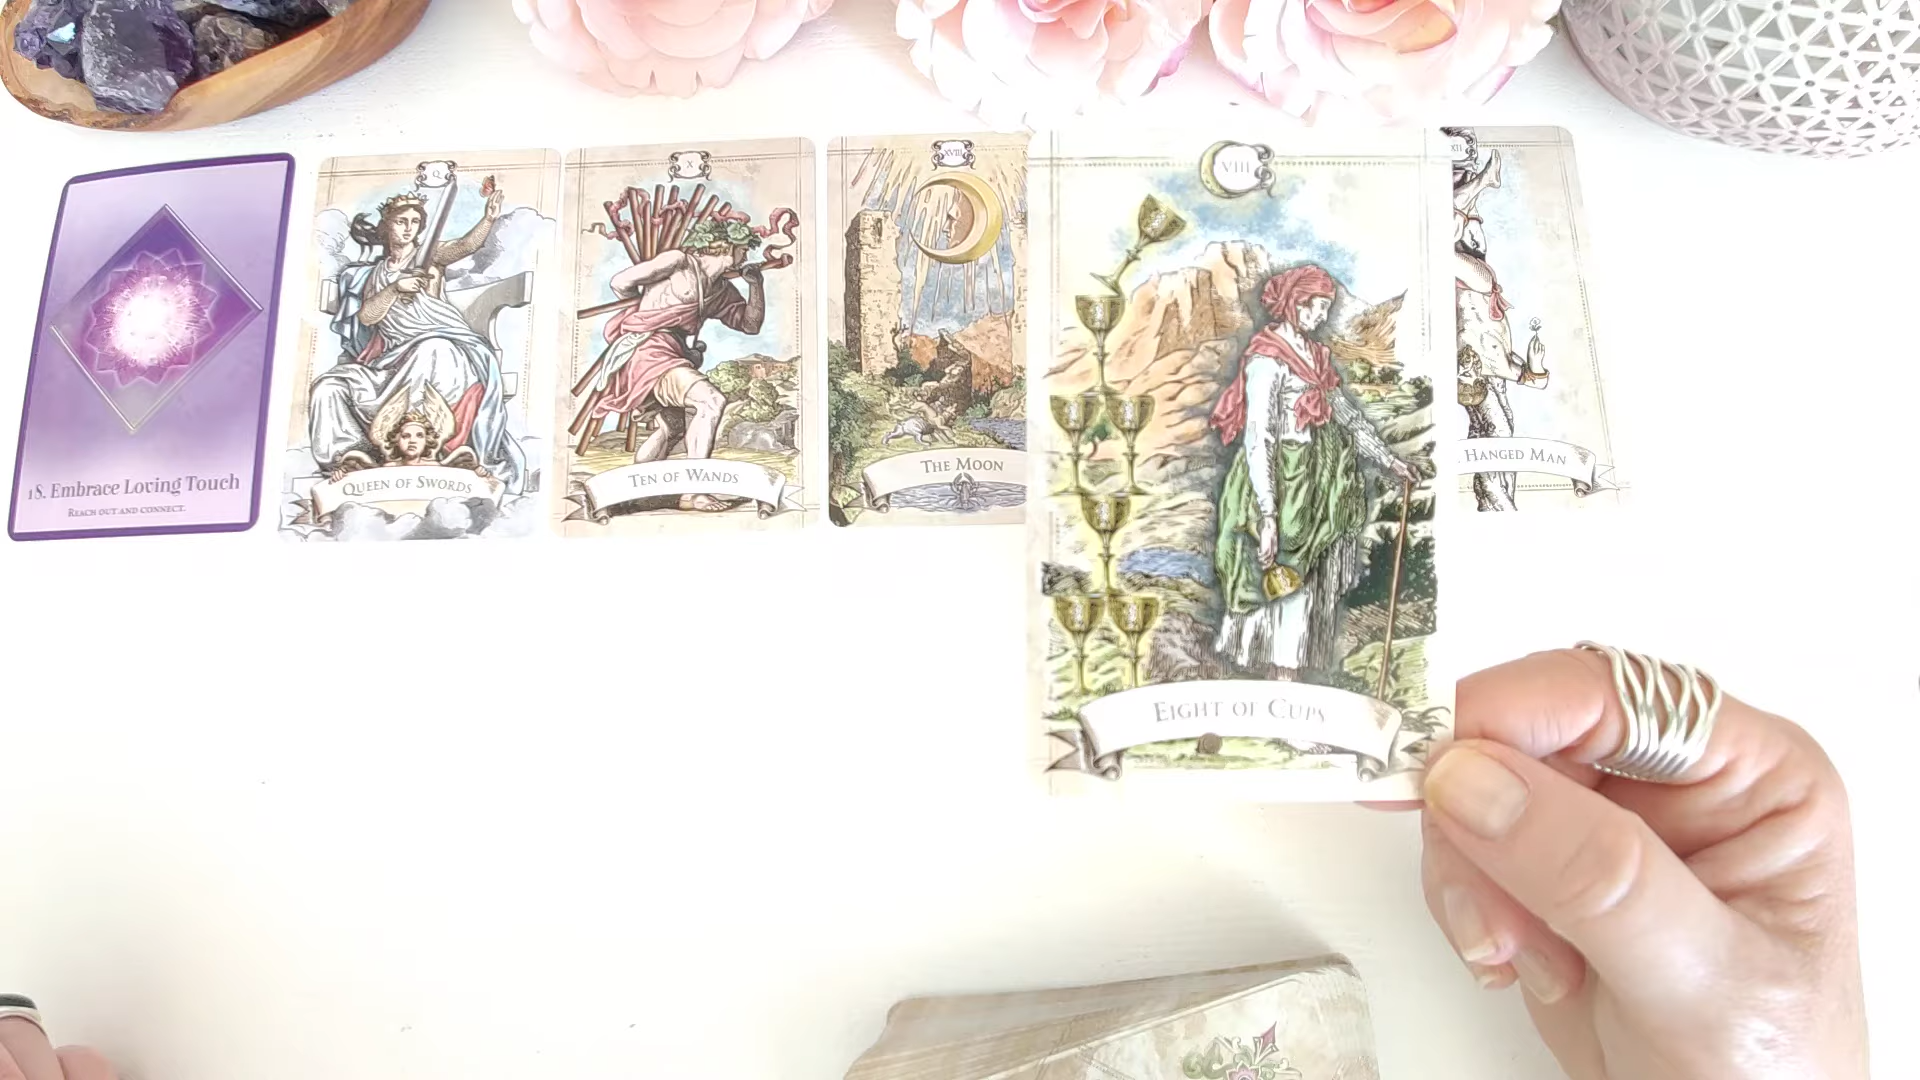 18. Embrace Loving Touch
Reach out and connect.
Q
Queen of Swords
X
Ten of Wands
XVIII
The Moon
VIII
Eight of Cups
XII
Hanged Man